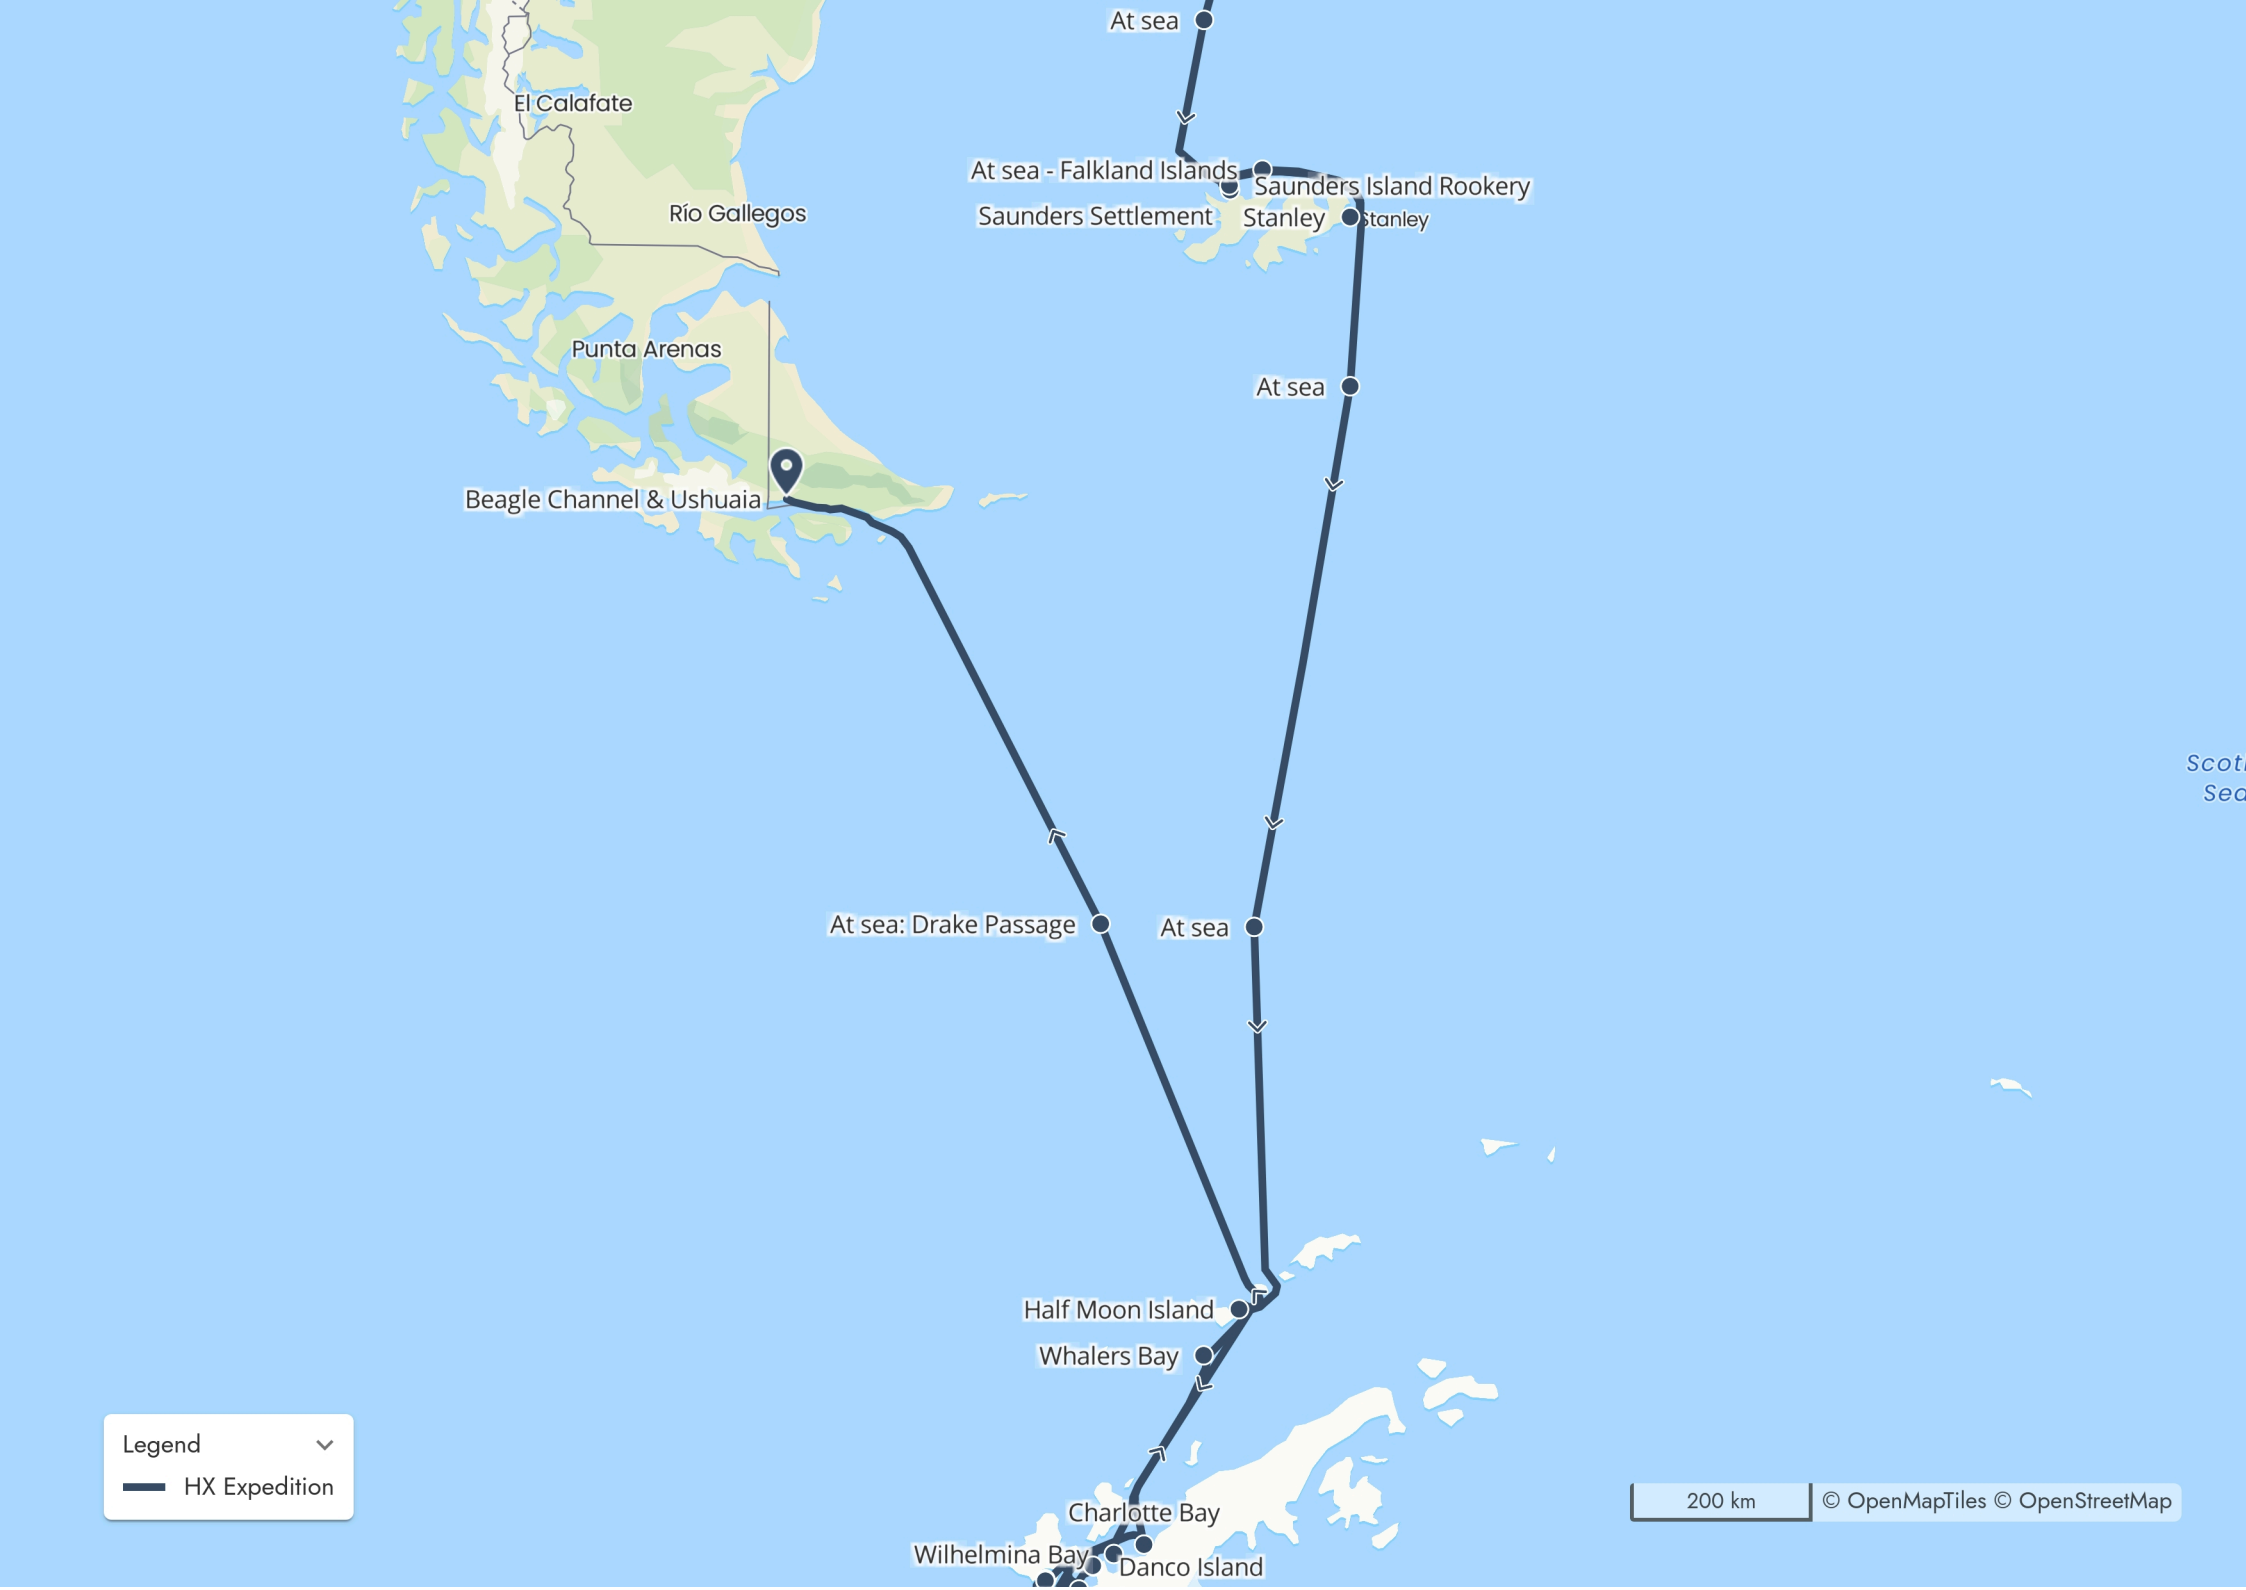 At sea
El Calafate
At sea - Falkland Islands
Saunders Island Rookery
Río Gallegos
Saunders Settlement
Stanley
Stanley
Punta Arenas
At sea
Beagle Channel & Ushuaia
At sea: Drake Passage
At sea
Half Moon Island
Whalers Bay
Legend
HX Expedition
200 km
© OpenMapTiles © OpenStreetMap
Charlotte Bay
Wilhelmina Bay
Danco Island